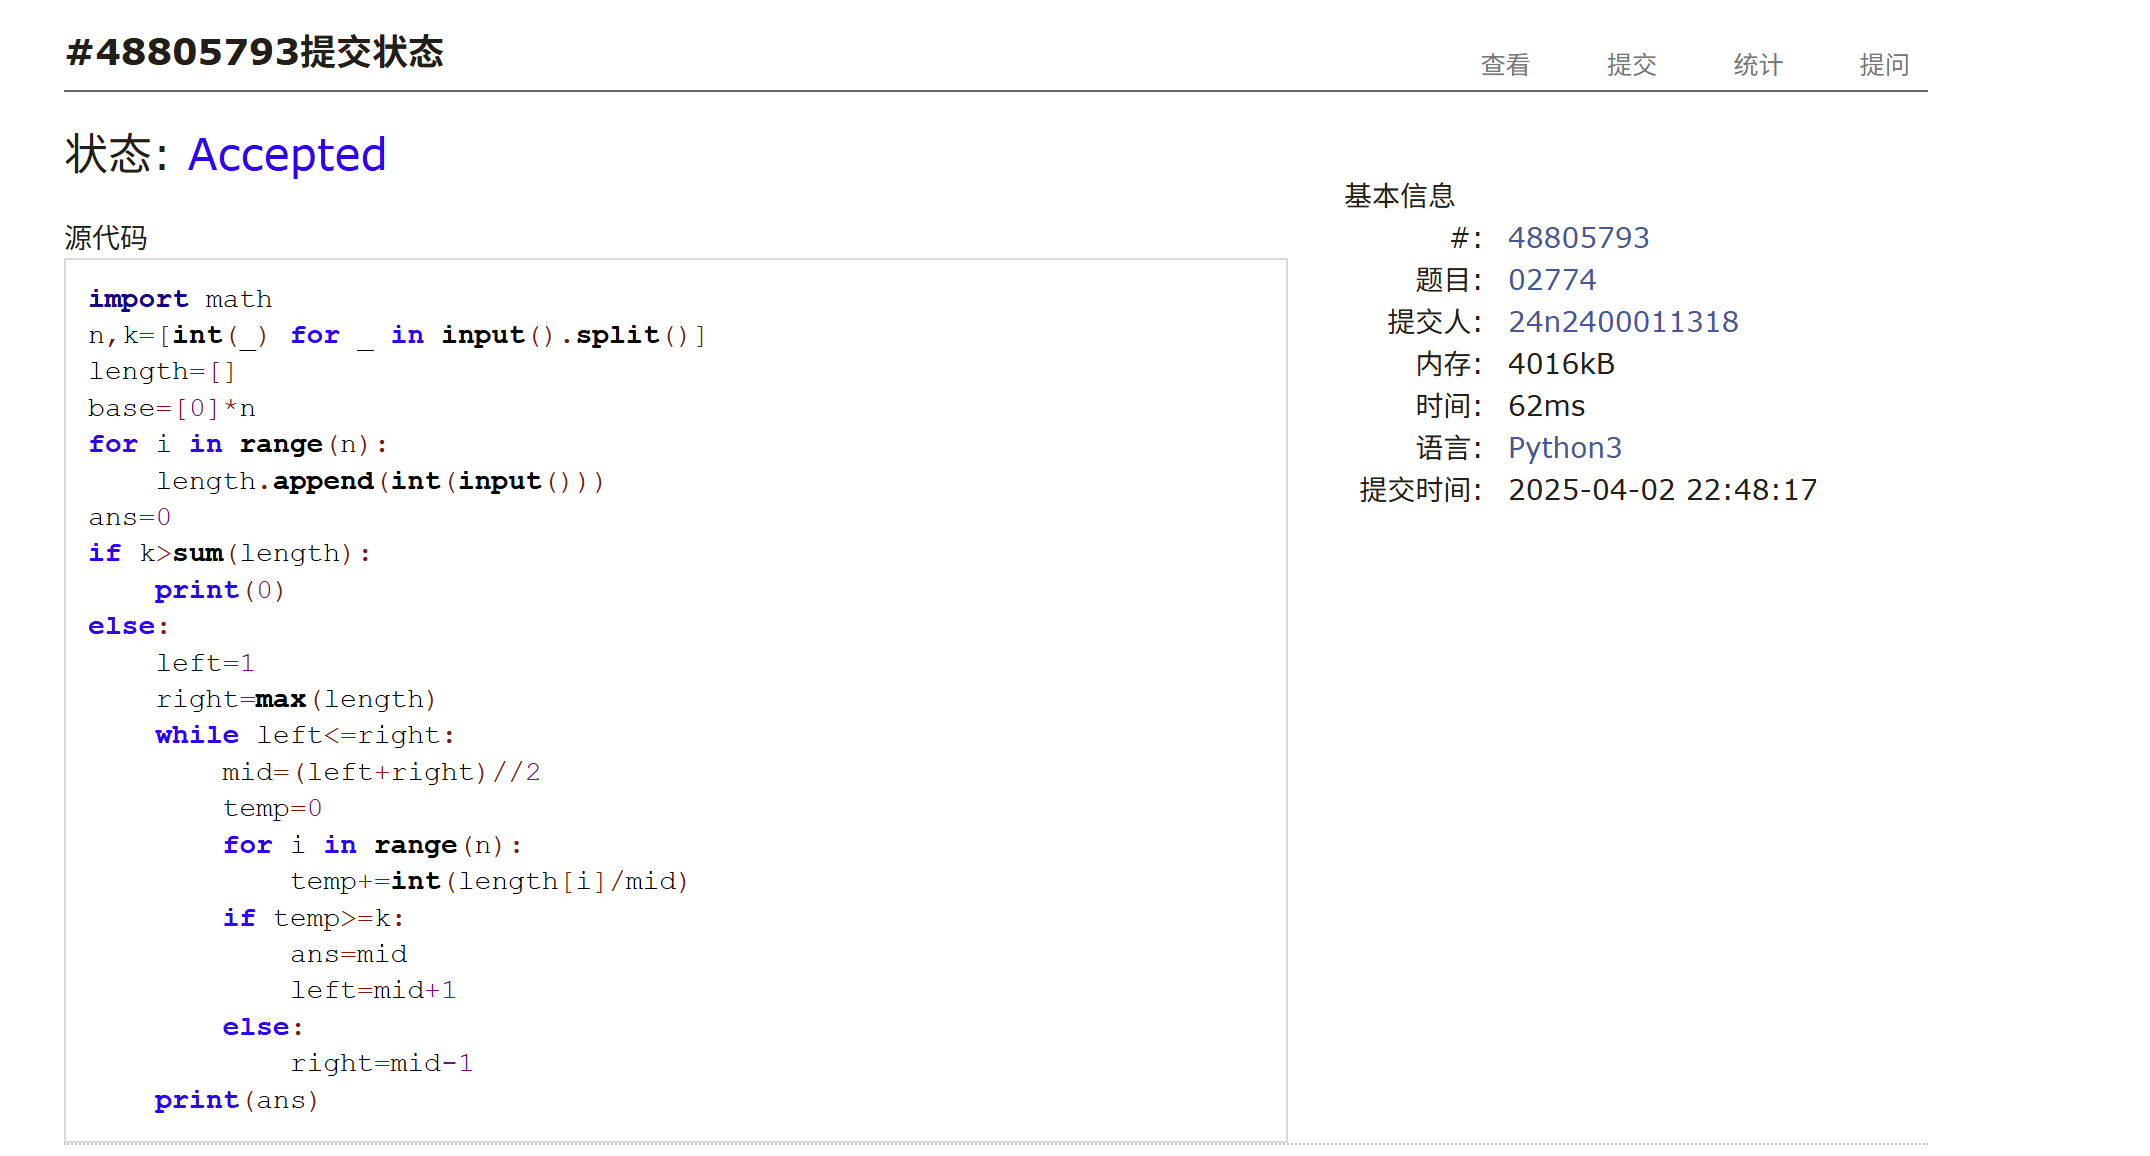 #48805793提交状态
查看 提交 统计 提问
状态: Accepted
源代码
import math
n,k=[int(_) for _ in input().split()]
length=[]
base=[0]*n
for i in range(n):
    length.append(int(input()))
ans=0
if k>sum(length):
    print(0)
else:
    left=1
    right=max(length)
    while left<=right:
        mid=(left+right)//2
        temp=0
        for i in range(n):
            temp+=int(length[i]/mid)
        if temp>=k:
            ans=mid
            left=mid+1
        else:
            right=mid-1
    print(ans)
基本信息
#: 48805793
题目: 02774
提交人: 24n2400011318
内存: 4016kB
时间: 62ms
语言: Python3
提交时间: 2025-04-02 22:48:17